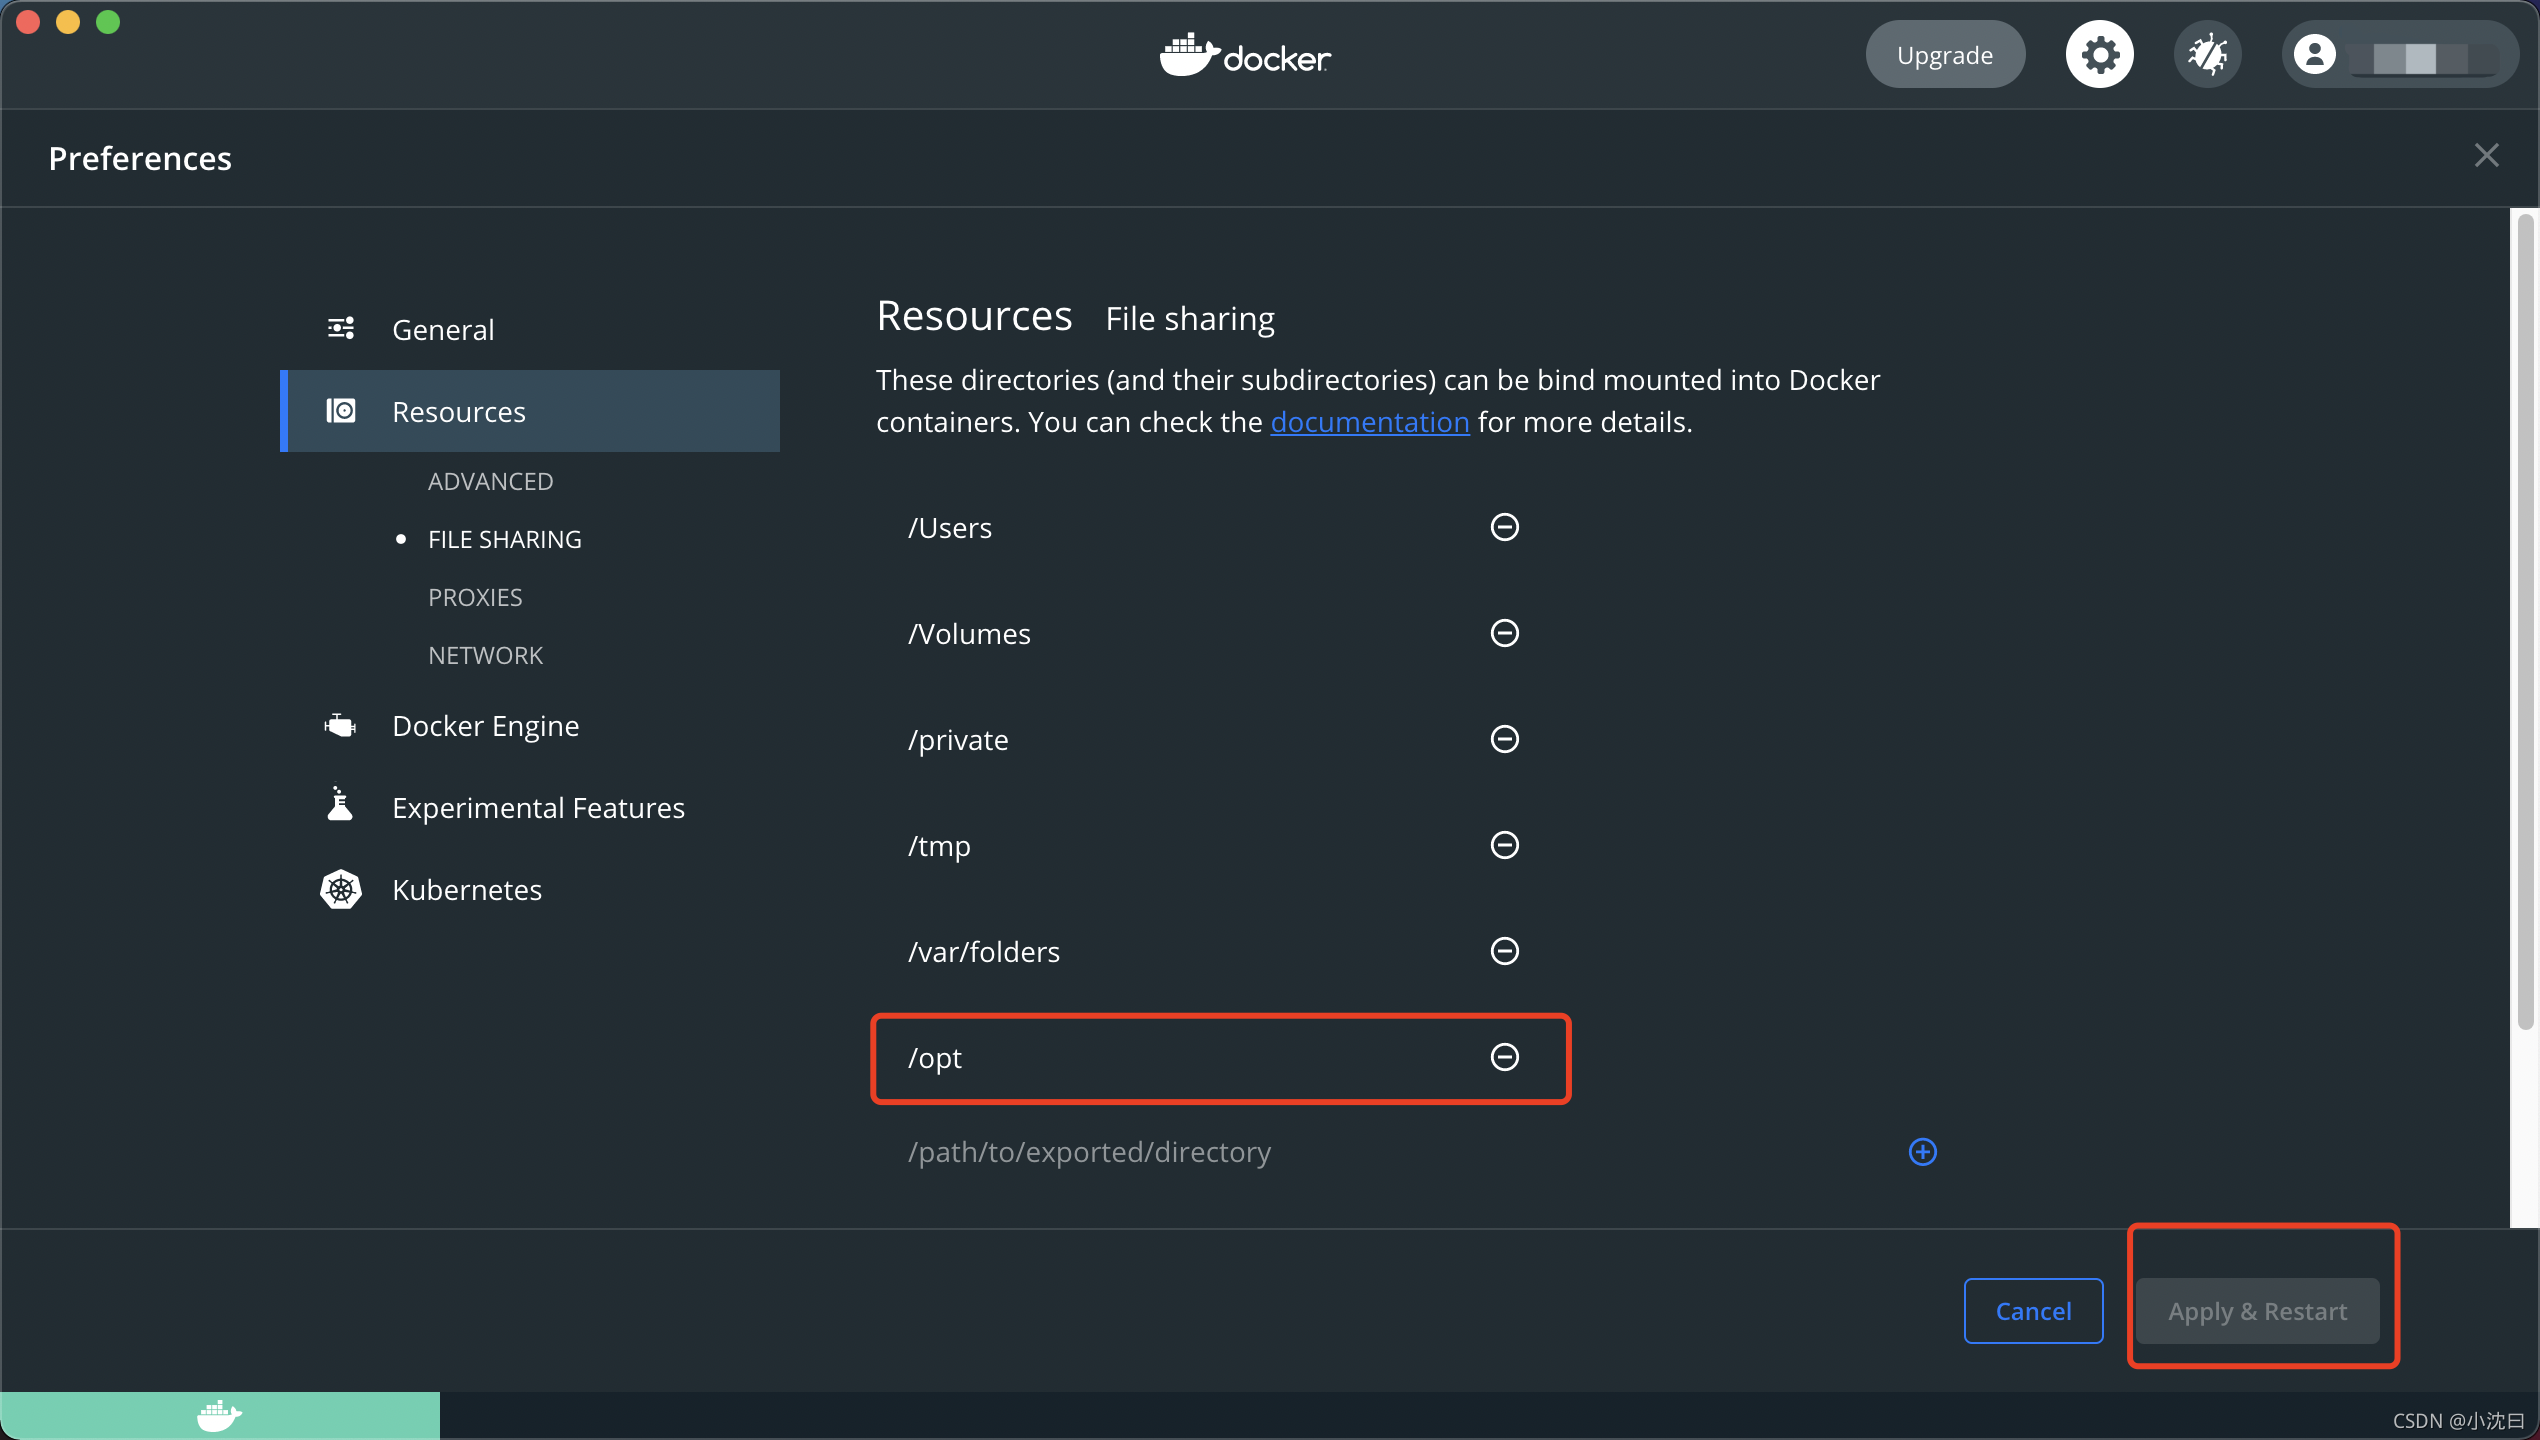 docker
Upgrade
Preferences
General
Resources
ADVANCED
FILE SHARING
PROXIES
NETWORK
Docker Engine
Experimental Features
Kubernetes
Resources File sharing
These directories (and their subdirectories) can be bind mounted into Docker
containers. You can check the documentation for more details.
/Users
/Volumes
/private
/tmp
/var/folders
/opt
/path/to/exported/directory
Cancel
Apply & Restart
CSDN @小沈曰